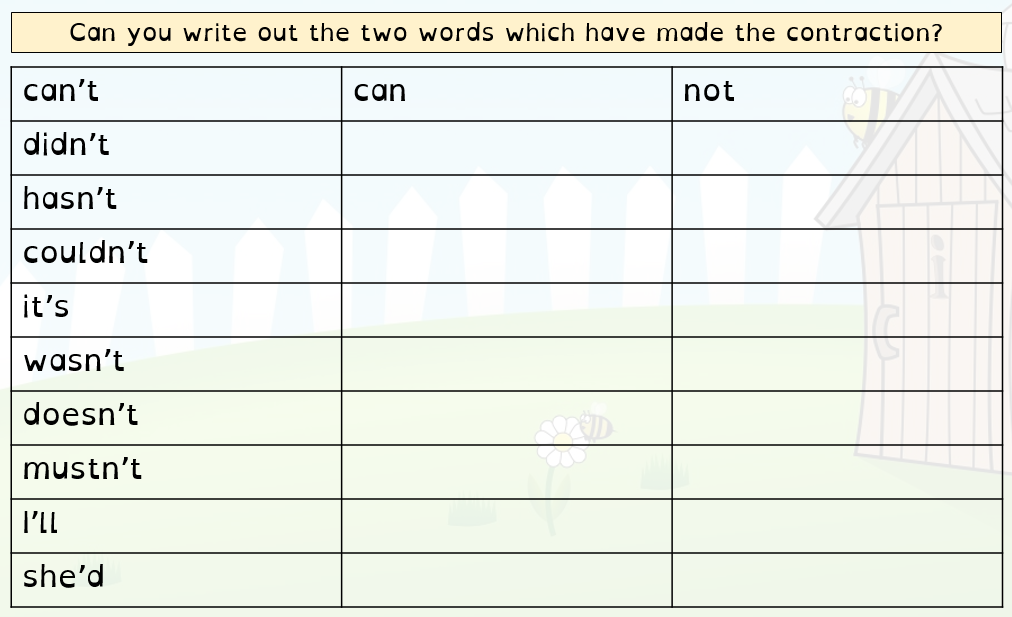 Can you write out the two words which have made the contraction?
can’t can not
didn’t
hasn’t
couldn’t
it’s
wasn’t
doesn’t
mustn’t
I’ll
she’d
i